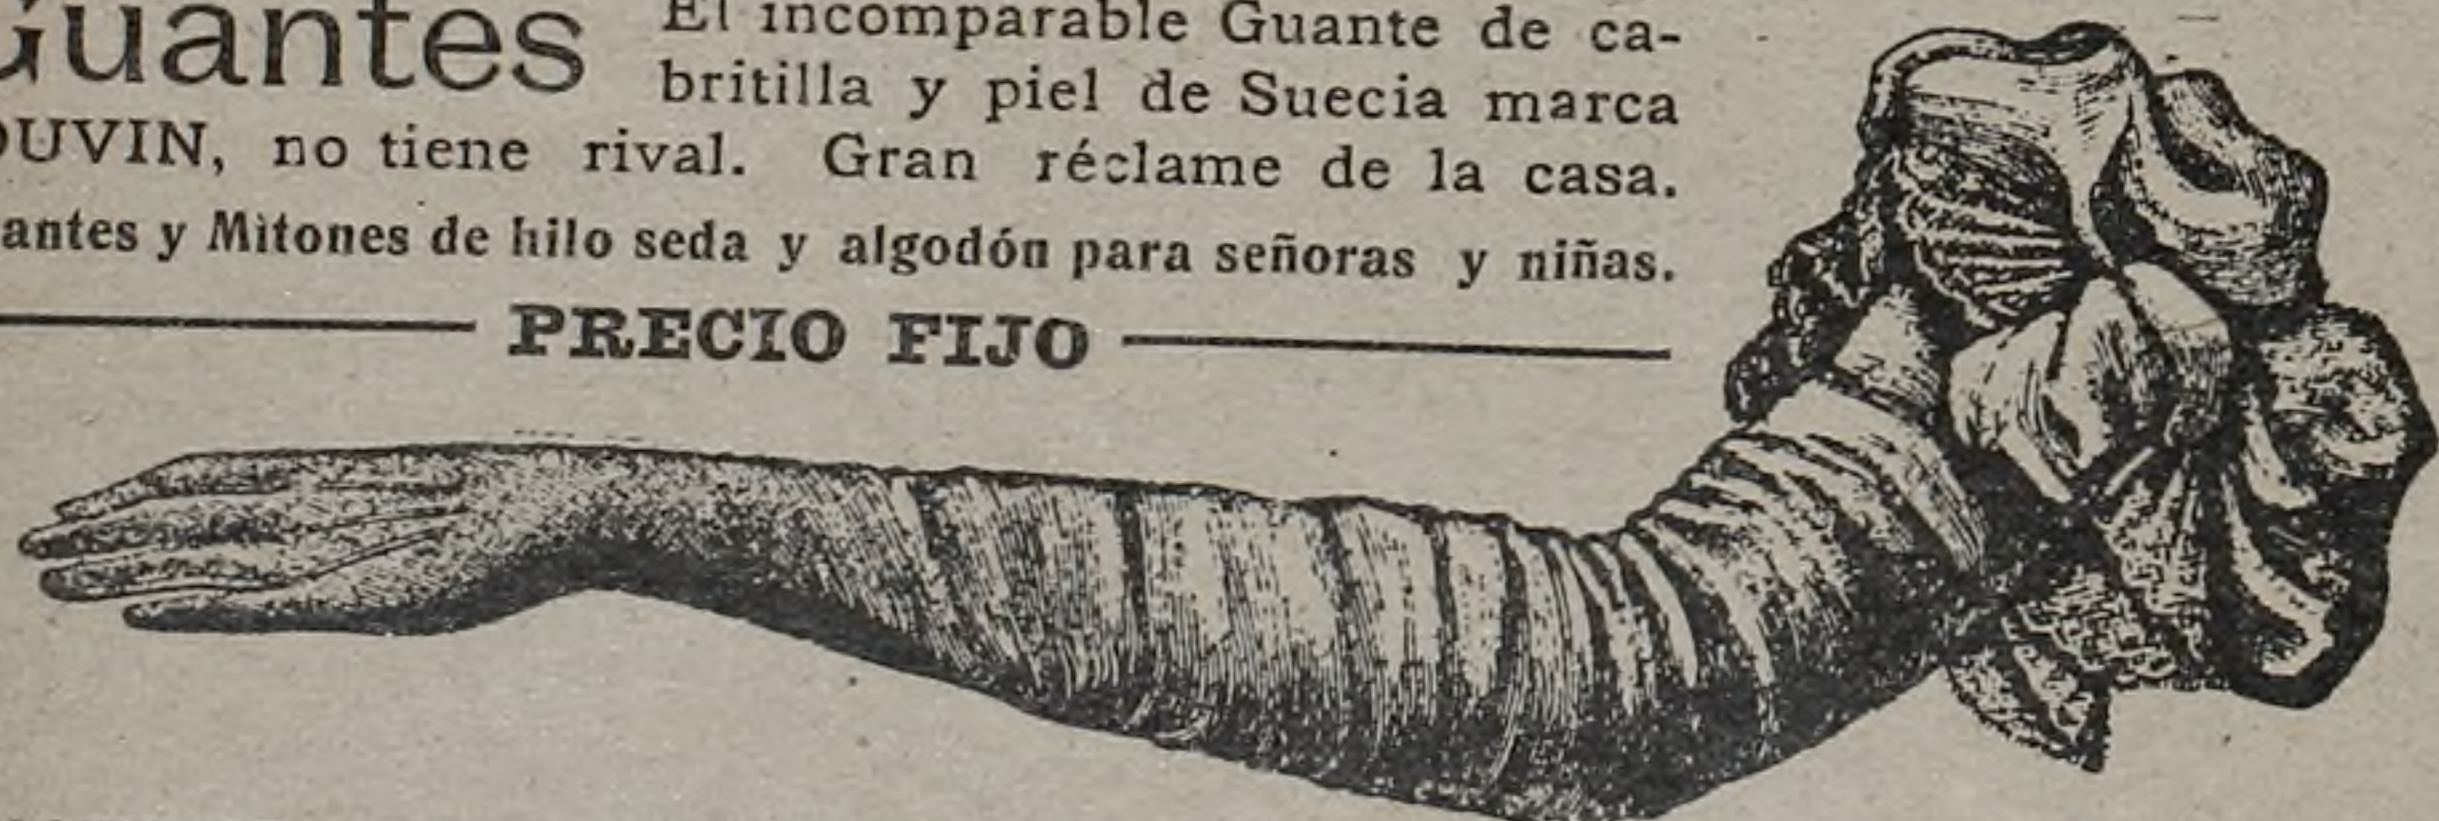 Guantes
El incomparable Guante de ca-
britilla y piel de Suecia marca
OUVIN, no tiene rival. Gran réclame de la casa.
antes y Mitones de hilo seda y algodón para señoras y niñas.
PRECIO FIJO